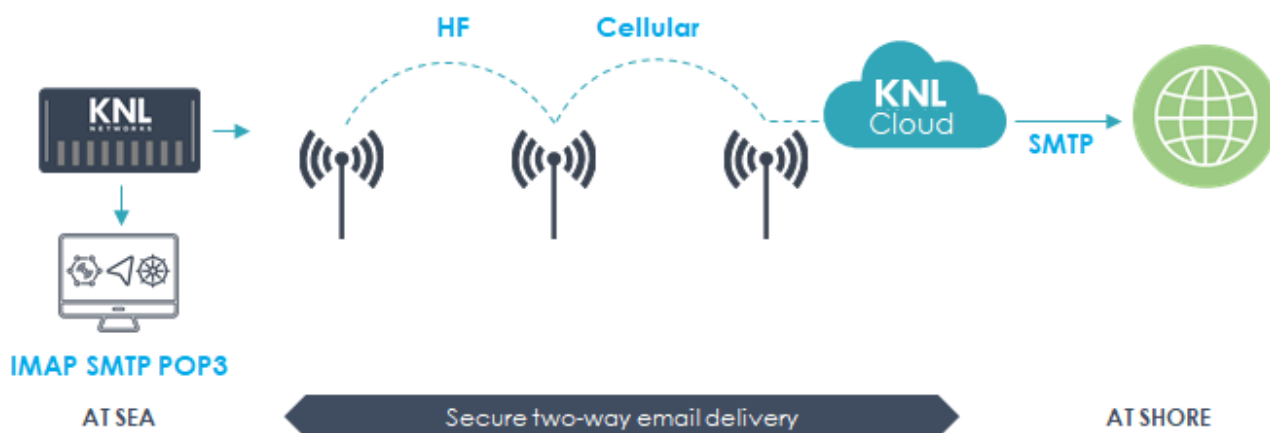 HF
Cellular
KNL
NETWORKS
KNL
Cloud
SMTP
IMAP SMTP POP3
AT SEA
Secure two-way email delivery
AT SHORE